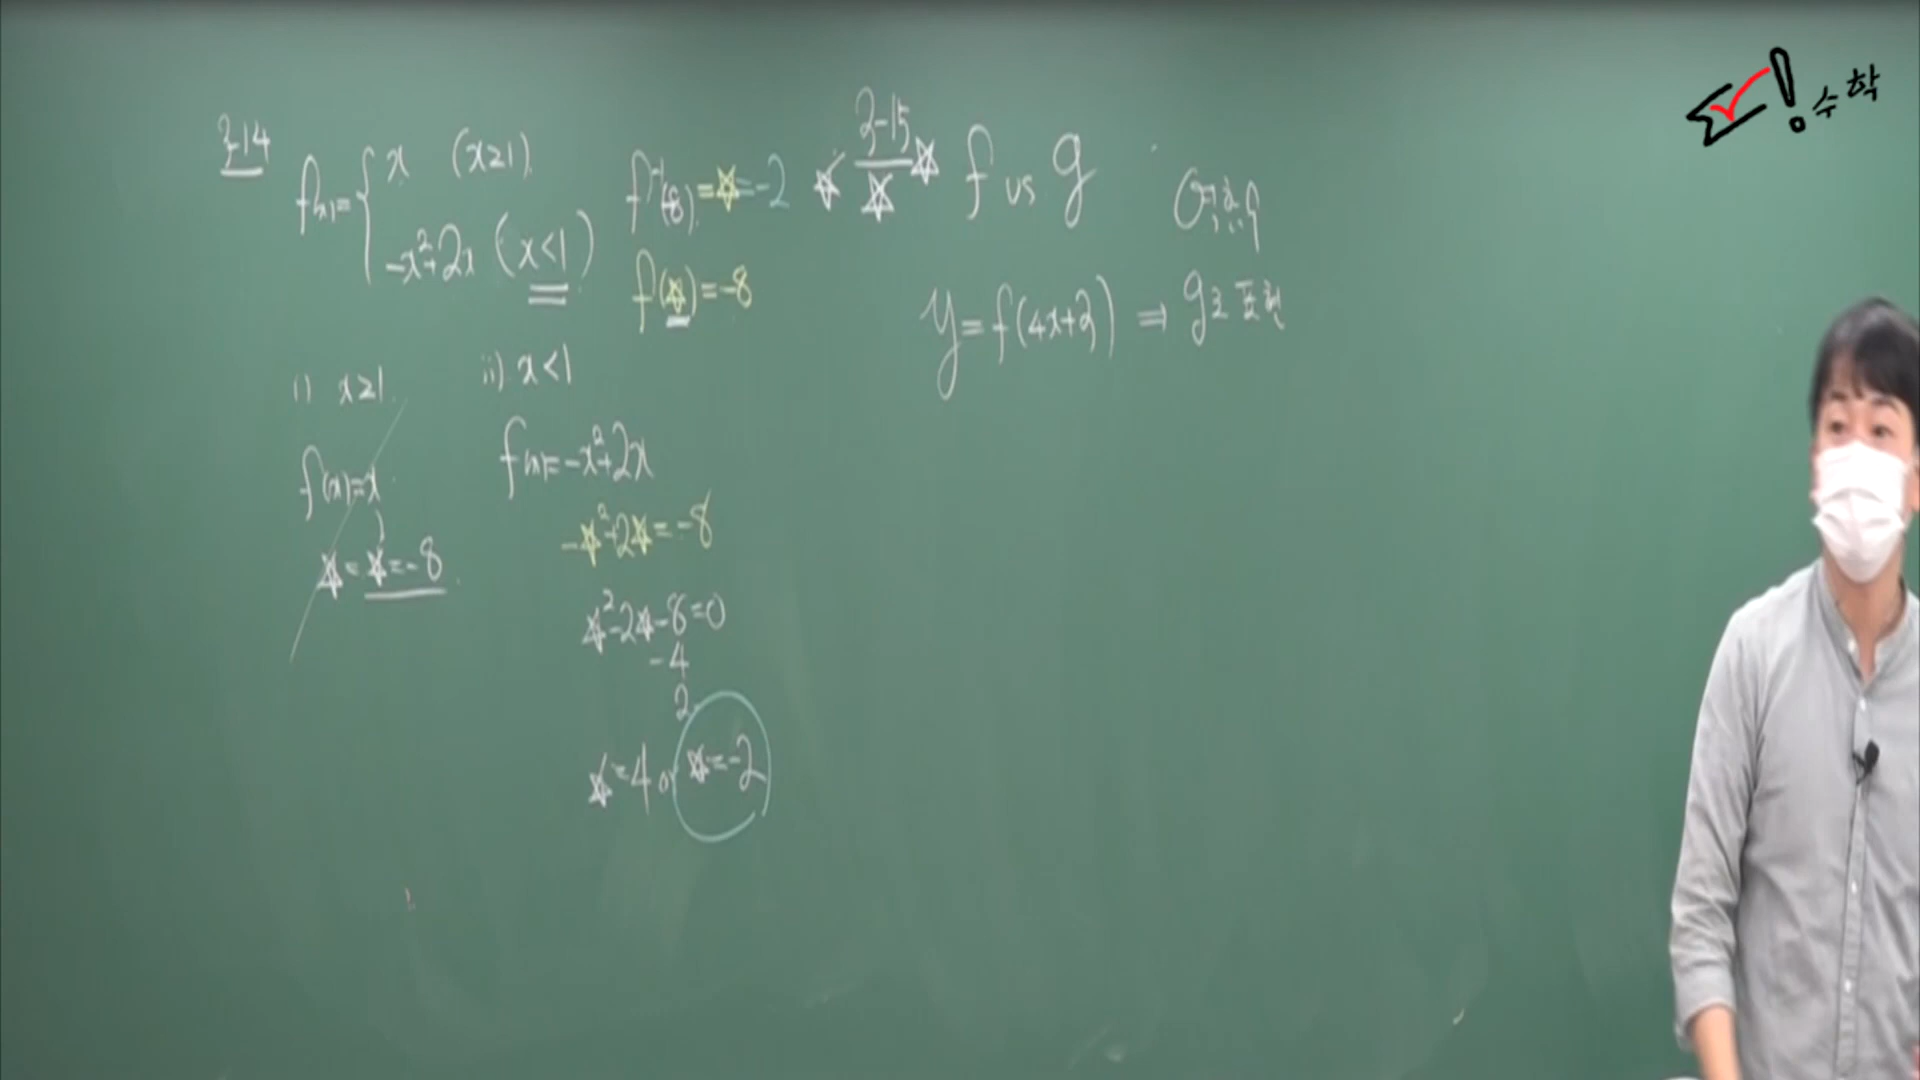 3-14
f(x)= { x (x≥1)
-x²+2x (x<1)
f⁻¹(-8)=☆=-2
f(☆)=-8
i) x≥1
f(x)=x
☆=☆=-8
ii) x<1
f(x)=-x²+2x
-☆²+2☆=-8
☆²-2☆-8=0
-4
2
☆=4 or ☆=-2
☆ 3-15 ☆
☆
f vs g 역함수
y=f(4x+3) ⇒ g로 표현
! 수학